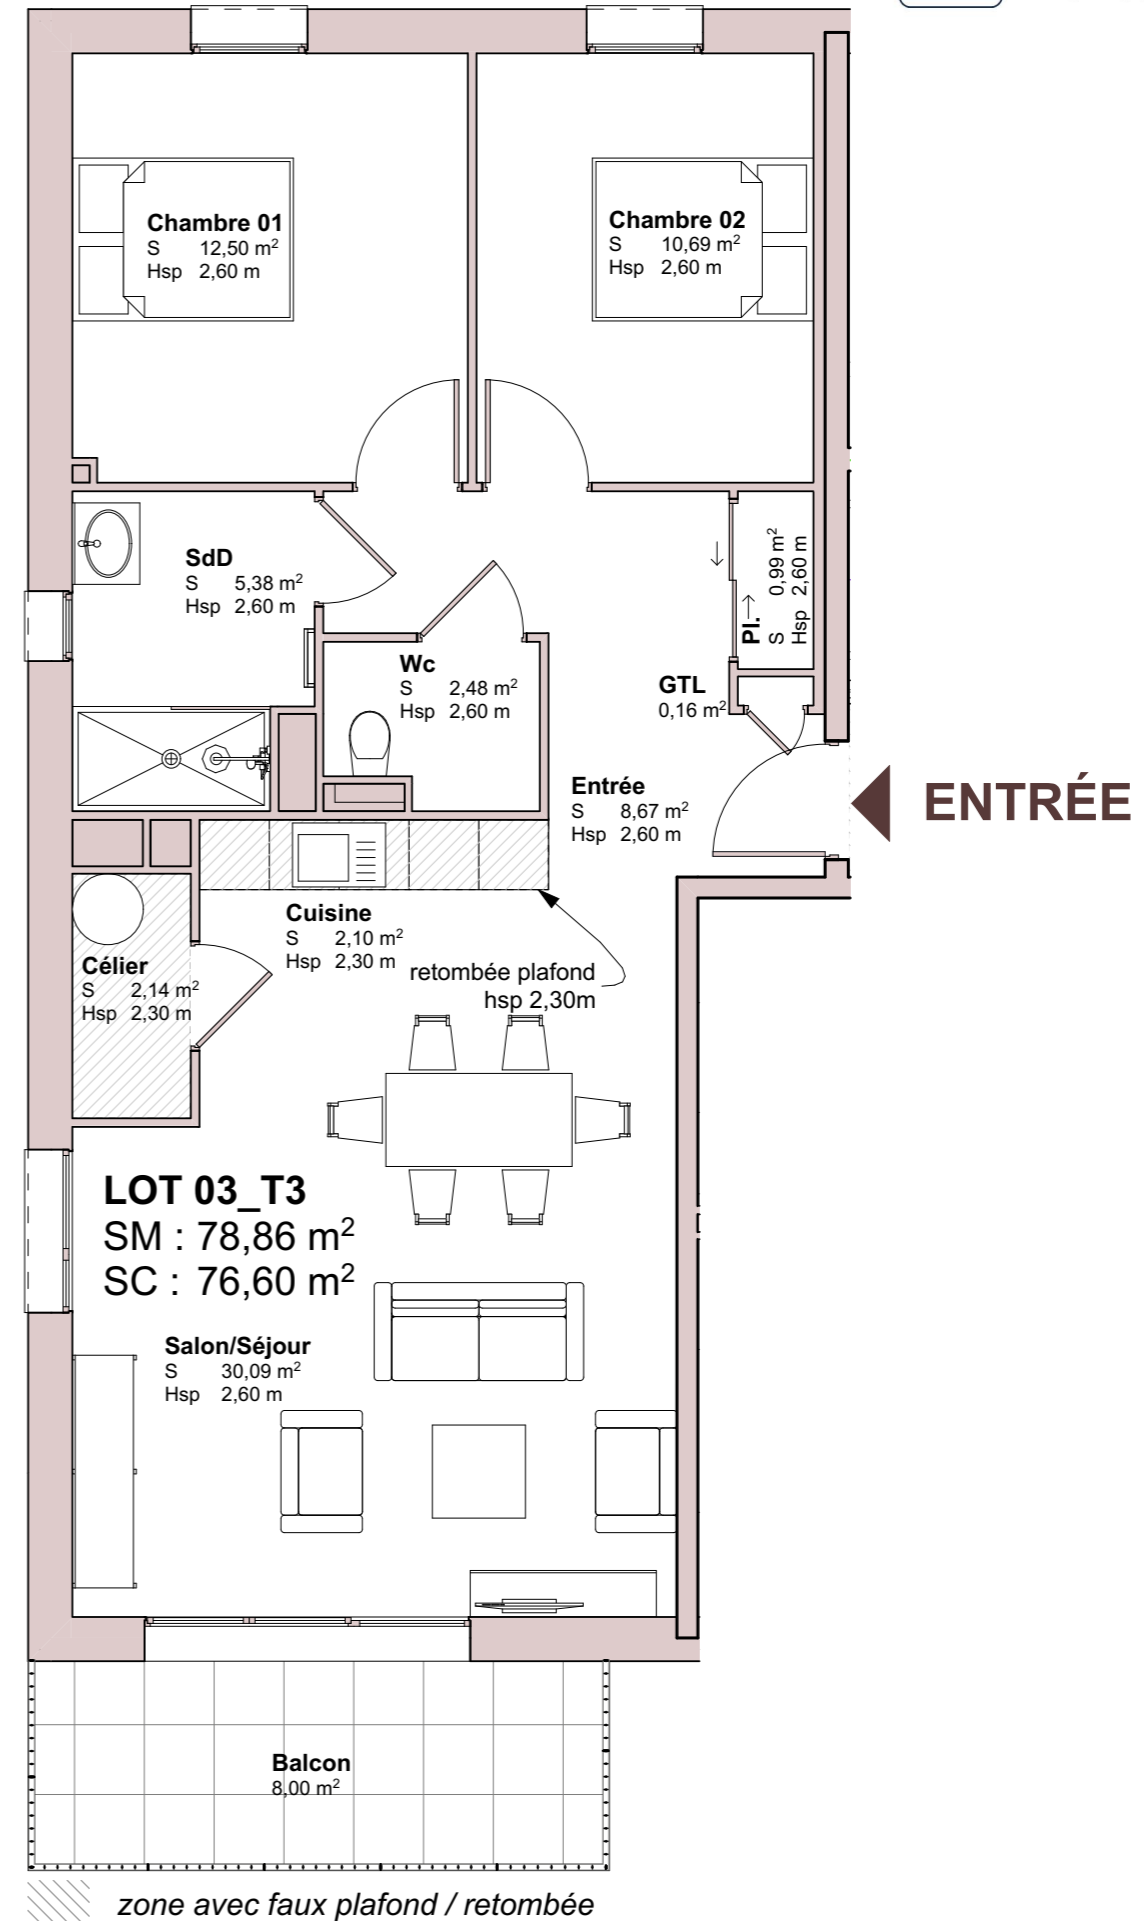 Chambre 01
S 12,50 m²
Hsp 2,60 m
Chambre 02
S 10,69 m²
Hsp 2,60 m
SdD
S 5,38 m²
Hsp 2,60 m
Pl.
S 0,99 m²
Hsp 2,60 m
Wc
S 2,48 m²
Hsp 2,60 m
GTL
0,16 m²
Entrée
S 8,67 m²
Hsp 2,60 m
ENTRÉE
Cuisine
S 2,10 m²
Hsp 2,30 m
retombée plafond
hsp 2,30m
Célier
S 2,14 m²
Hsp 2,30 m
LOT 03_T3
SM : 78,86 m²
SC : 76,60 m²
Salon/Séjour
S 30,09 m²
Hsp 2,60 m
Balcon
8,00 m²
zone avec faux plafond / retombée